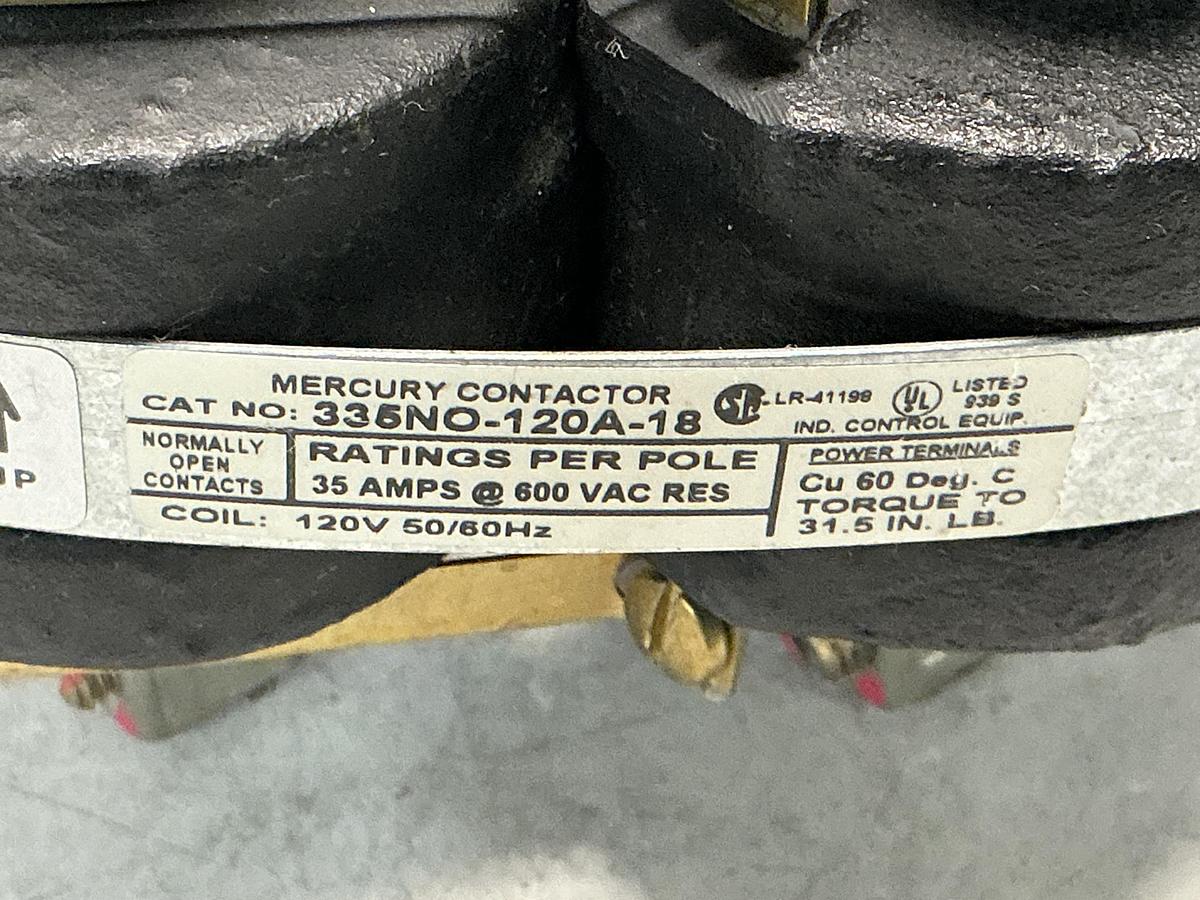 MERCURY CONTACTOR
CAT NO: 335NO-120A-18
LR-41198
UL
LISTED
939 S
IND. CONTROL EQUIP.
NORMALLY
OPEN
CONTACTS
RATINGS PER POLE
35 AMPS @ 600 VAC RES
COIL: 120V 50/60Hz
POWER TERMINALS
Cu 60 Deg. C
TORQUE TO
31.5 IN. LB.
UP